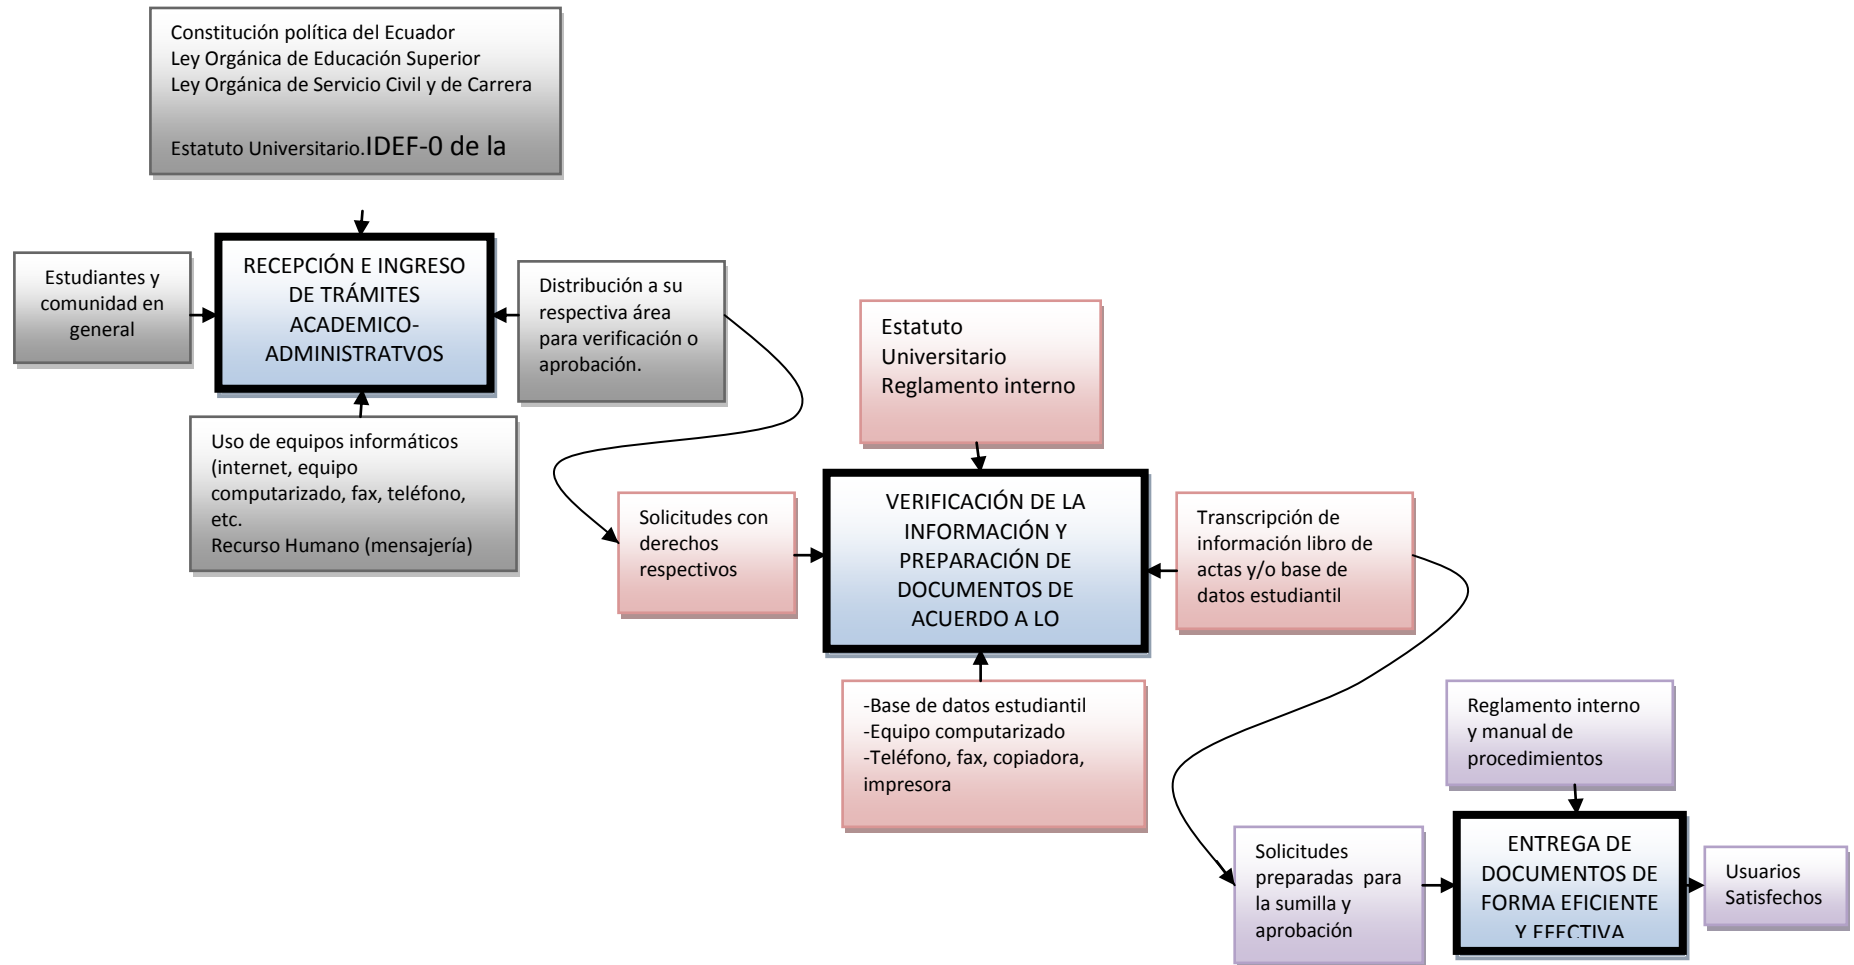 Constitución política del Ecuador
Ley Orgánica de Educación Superior
Ley Orgánica de Servicio Civil y de Carrera
Estatuto Universitario.IDEF-0 de la
Estudiantes y
comunidad en
general
RECEPCIÓN E INGRESO
DE TRÁMITES
ACADEMICO-
ADMINISTRATVOS
Distribución a su
respectiva área
para verificación o
aprobación.
Uso de equipos informáticos
(internet, equipo
computarizado, fax, teléfono,
etc.
Recurso Humano (mensajería)
Estatuto
Universitario
Reglamento interno
Solicitudes con
derechos
respectivos
VERIFICACIÓN DE LA
INFORMACIÓN Y
PREPARACIÓN DE
DOCUMENTOS DE
ACUERDO A LO
Transcripción de
información libro de
actas y/o base de
datos estudiantil
-Base de datos estudiantil
-Equipo computarizado
-Teléfono, fax, copiadora,
impresora
Reglamento interno
y manual de
procedimientos
Solicitudes
preparadas para
la sumilla y
aprobación
ENTREGA DE
DOCUMENTOS DE
FORMA EFICIENTE
Y EFECTIVA
Usuarios
Satisfechos